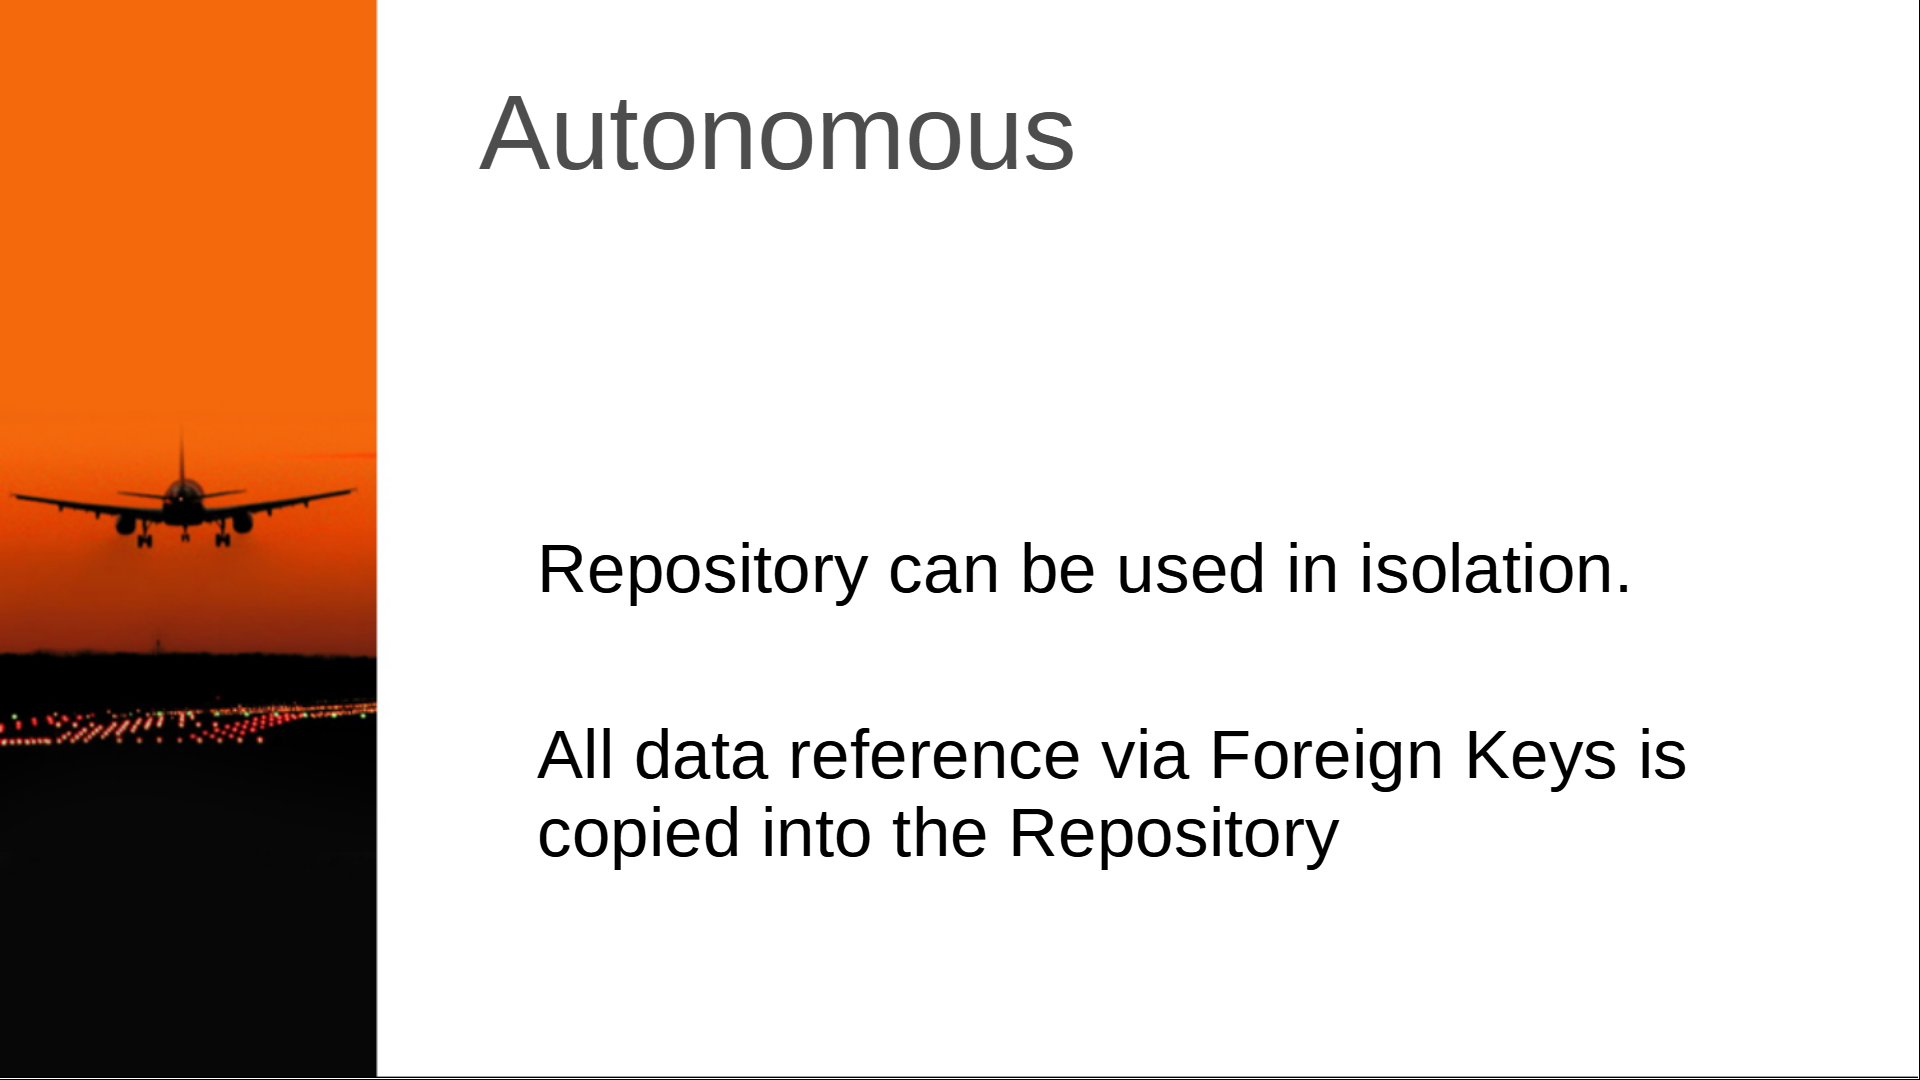 Autonomous
Repository can be used in isolation.
All data reference via Foreign Keys is
copied into the Repository